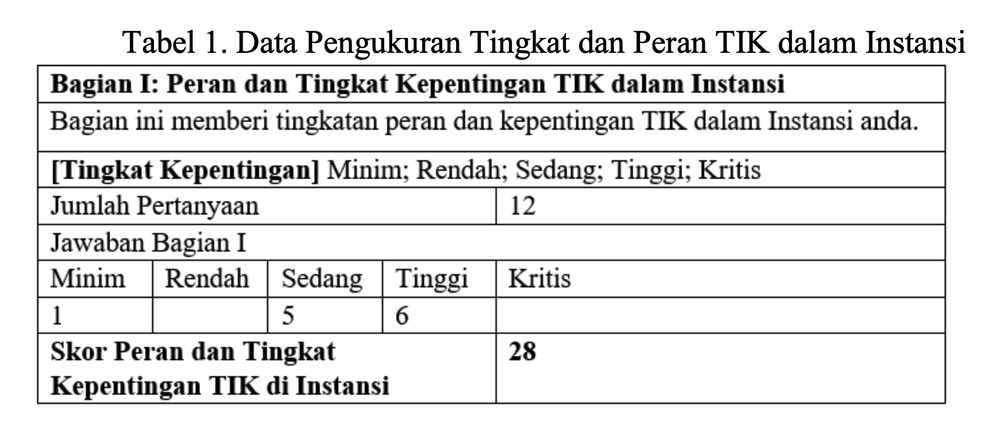 Tabel 1. Data Pengukuran Tingkat dan Peran TIK dalam Instansi
Bagian I: Peran dan Tingkat Kepentingan TIK dalam Instansi
Bagian ini memberi tingkatan peran dan kepentingan TIK dalam Instansi anda.
[Tingkat Kepentingan] Minim; Rendah; Sedang; Tinggi; Kritis
Jumlah Pertanyaan 12
Jawaban Bagian I
Minim Rendah Sedang Tinggi Kritis
1 5 6
Skor Peran dan Tingkat 28
Kepentingan TIK di Instansi